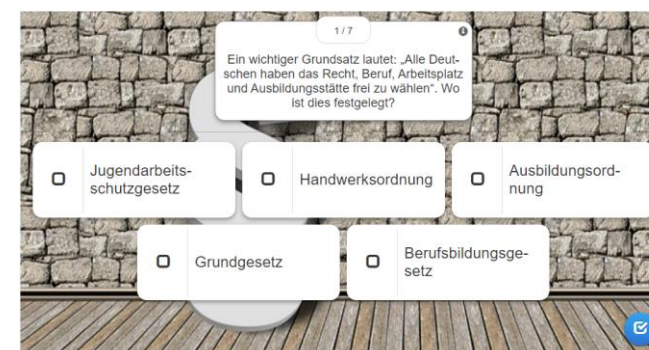 1 / 7
Ein wichtiger Grundsatz lautet: „Alle Deut-
schen haben das Recht, Beruf, Arbeitsplatz
und Ausbildungsstätte frei zu wählen“. Wo
ist dies festgelegt?
Jugendarbeits-
schutzgesetz
Handwerksordnung
Ausbildungsord-
nung
Grundgesetz
Berufsbildungsge-
setz